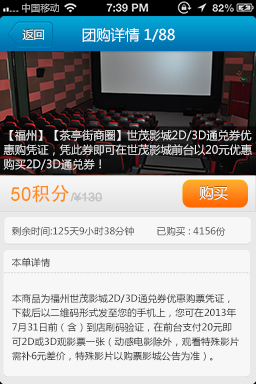 中国移动 7:39 PM 82%
返回 团购详情 1/88
【福州】【茶亭街商圈】世茂影城2D/3D通兑券优
惠购凭证，凭此券即可在世茂影城前台以20元优惠
购买2D/3D通兑券！
50积分/¥130 购买
剩余时间:125天9小时38分钟 已购买：4156份
本单详情
本商品为福州世茂影城2D/3D通兑券优惠购票凭证，
下载后以二维码形式发至您的手机上，您可在2013年
7月31日前（含）到店刷码验证，在前台支付20元即
可2D或3D观影票一张（动感电影除外，观看特殊影片
需补6元差价，特殊影片以购票影城公告为准）。